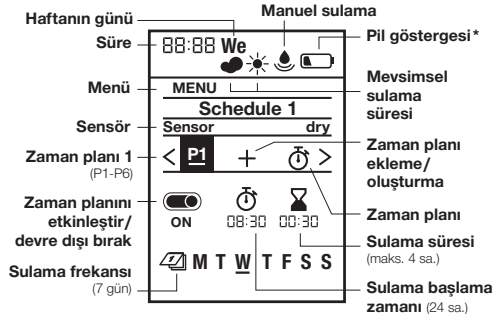 Haftanın günü
Manuel sulama
Süre
88:88 We
Pil göstergesi*
Menü
MENU
Mevsimsel
sulama
süresi
Schedule 1
Sensör
Sensor dry
Zaman planı 1
(P1-P6)
< P1 + >
Zaman planı
ekleme/
oluşturma
Zaman planını
etkinleştir/
devre dışı bırak
ON
08:30 00:30
Zaman planı
Sulama süresi
(maks. 4 sa.)
Sulama frekansı
(7 gün)
7 M T W T F S S
Sulama başlama
zamanı (24 sa.)